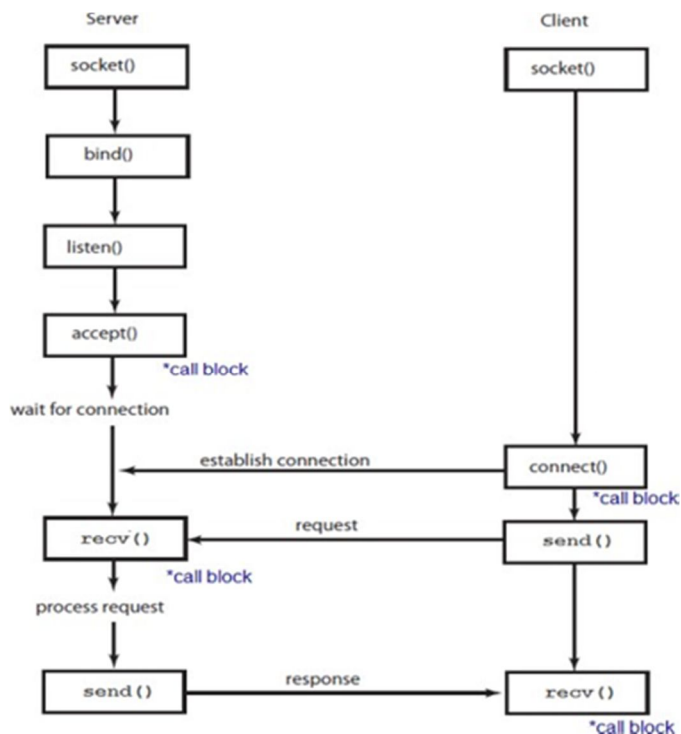 Server
Client
socket()
socket()
bind()
listen()
accept()
*call block
wait for connection
establish connection
connect()
*call block
recv()
request
send()
*call block
process request
send()
response
recv()
*call block